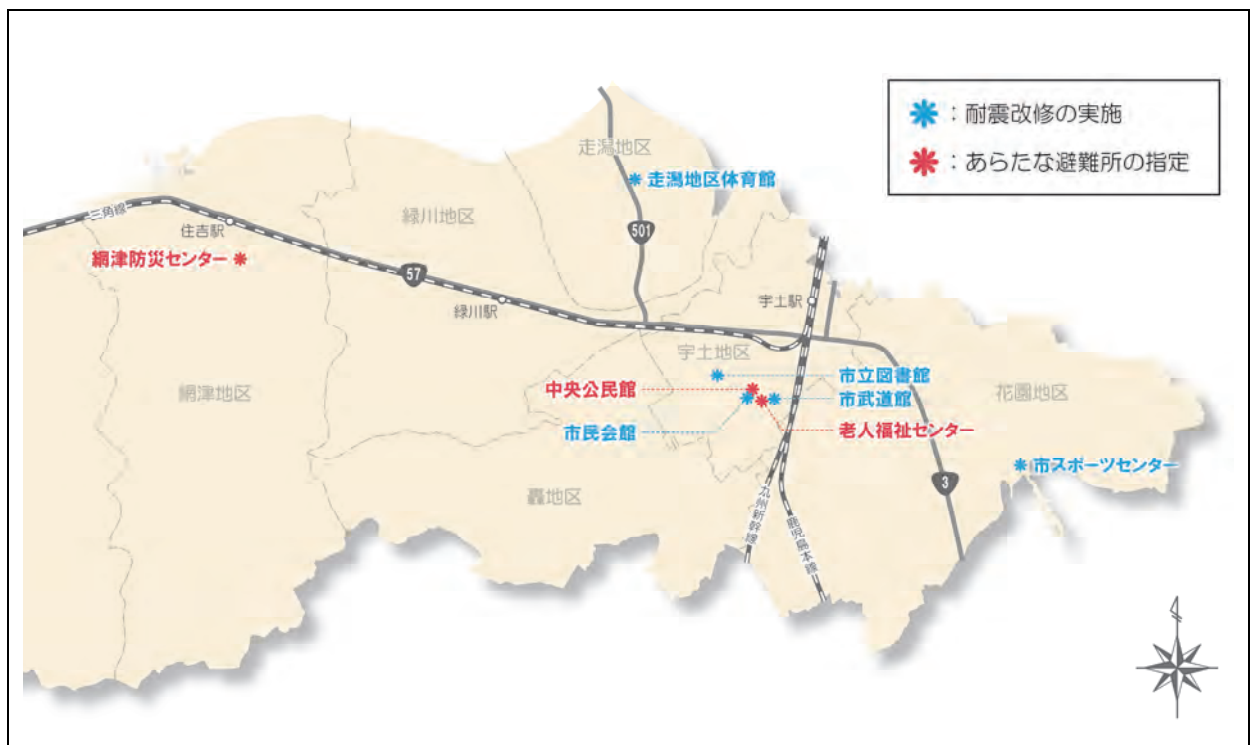 ＊：耐震改修の実施
＊：あらたな避難所の指定
走潟地区
走潟地区体育館
緑川地区
三角線
住吉駅
501
網津防災センター
57
宇土駅
緑川駅
宇土地区
市立図書館
中央公民館
市武道館
花園地区
網津地区
市民会館
老人福祉センター
市スポーツセンター
3
轟地区
九州新幹線
鹿児島本線